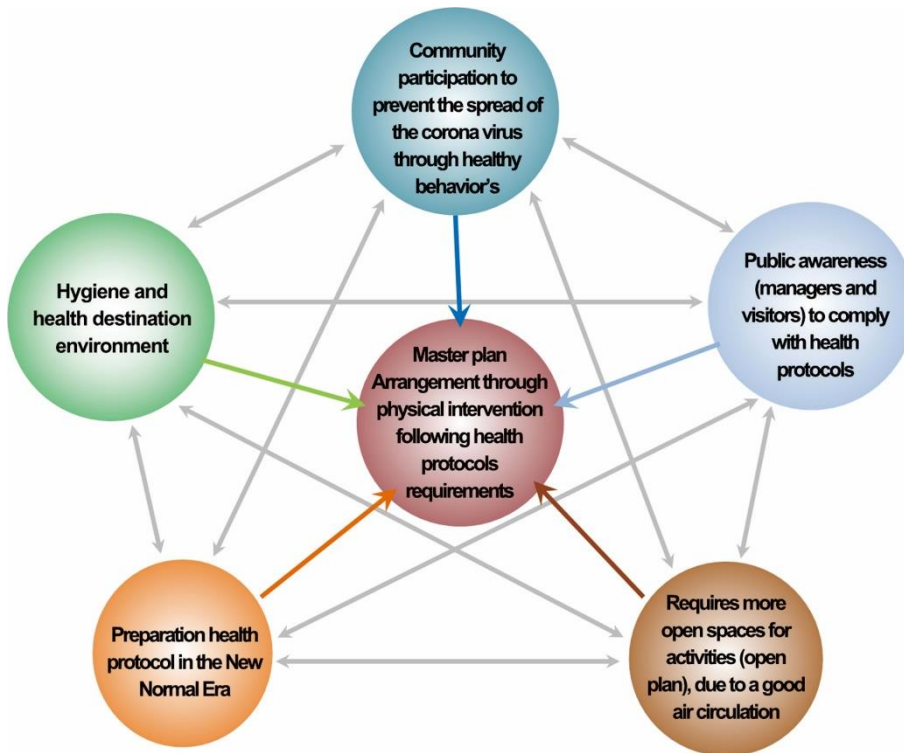 Community
participation to
prevent the spread of
the corona virus
through healthy
behavior's
Hygiene and
health destination
environment
Public awareness
(managers and
visitors) to comply
with health
protocols
Master plan
Arrangement through
physical intervention
following health
protocols
requirements
Preparation health
protocol in the New
Normal Era
Requires more
open spaces for
activities (open
plan), due to a good
air circulation